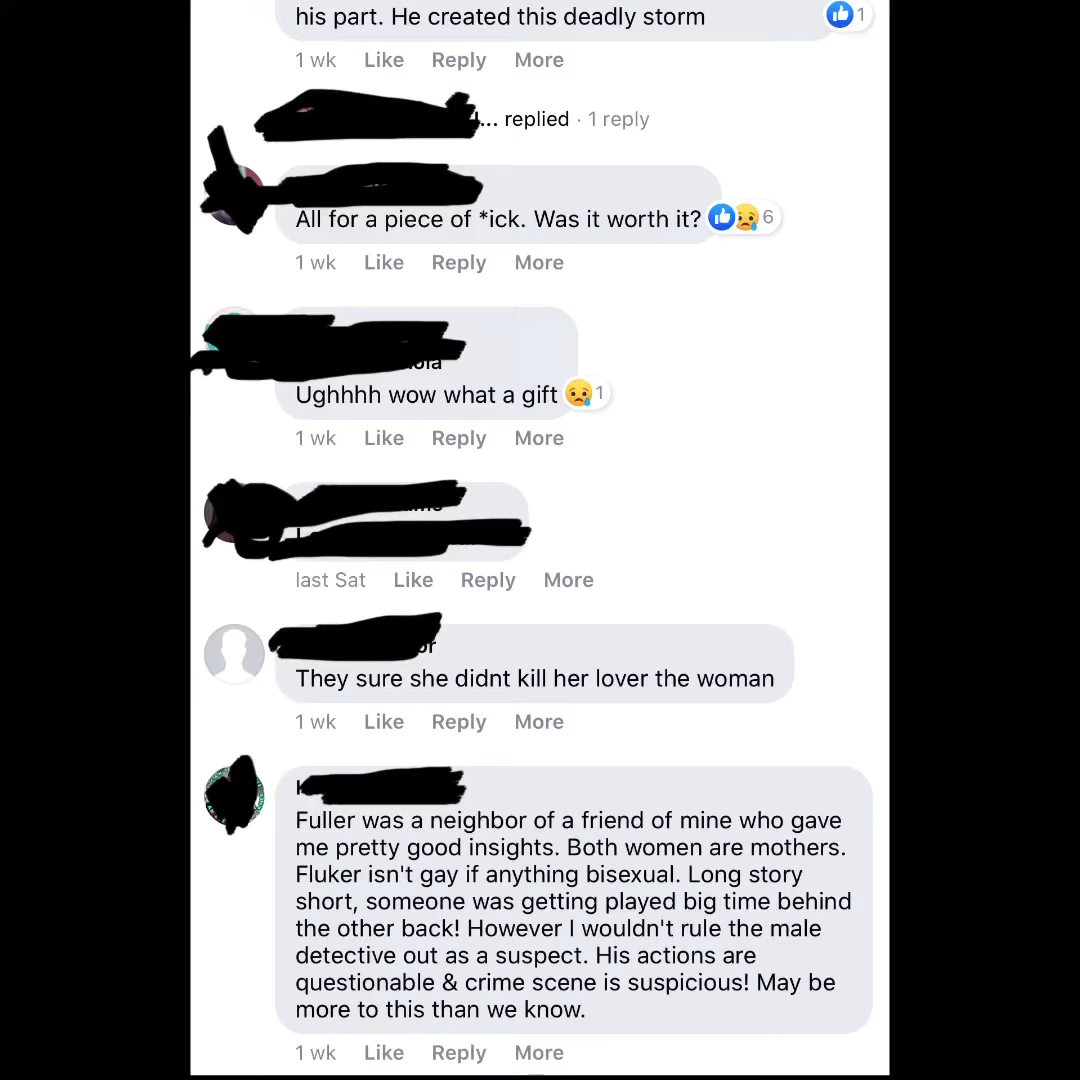 his part. He created this deadly storm
1
1 wk Like Reply More
... replied · 1 reply
All for a piece of *ick. Was it worth it?
6
1 wk Like Reply More
Ughhhh wow what a gift
1
1 wk Like Reply More
last Sat Like Reply More
They sure she didnt kill her lover the woman
1 wk Like Reply More
Fuller was a neighbor of a friend of mine who gave
me pretty good insights. Both women are mothers.
Fluker isn't gay if anything bisexual. Long story
short, someone was getting played big time behind
the other back! However I wouldn't rule the male
detective out as a suspect. His actions are
questionable & crime scene is suspicious! May be
more to this than we know.
1 wk Like Reply More